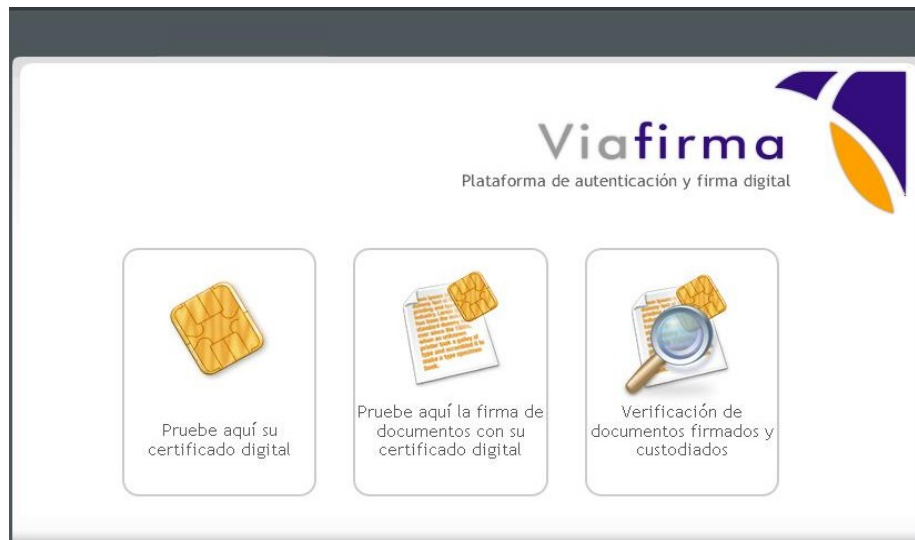 Viafirma
Plataforma de autenticación y firma digital
Pruebe aquí su
certificado digital
Pruebe aquí la firma de
documentos con su
certificado digital
Verificación de
documentos firmados y
custodiados